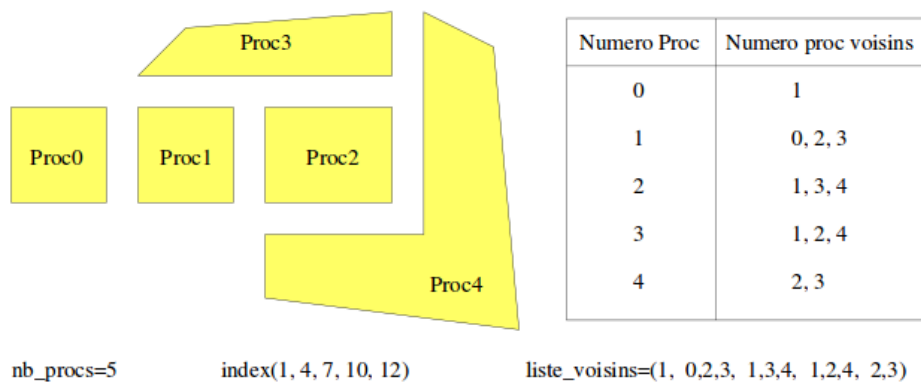 Proc3
Proc0
Proc1
Proc2
Proc4
Numero Proc Numero proc voisins
0 1
1 0, 2, 3
2 1,3, 4
3 1, 2, 4
4 2, 3
nb_procs=5 index(1, 4, 7, 10, 12) liste_voisins=(1, 0,2,3, 1,3,4, 1,2,4, 2,3)